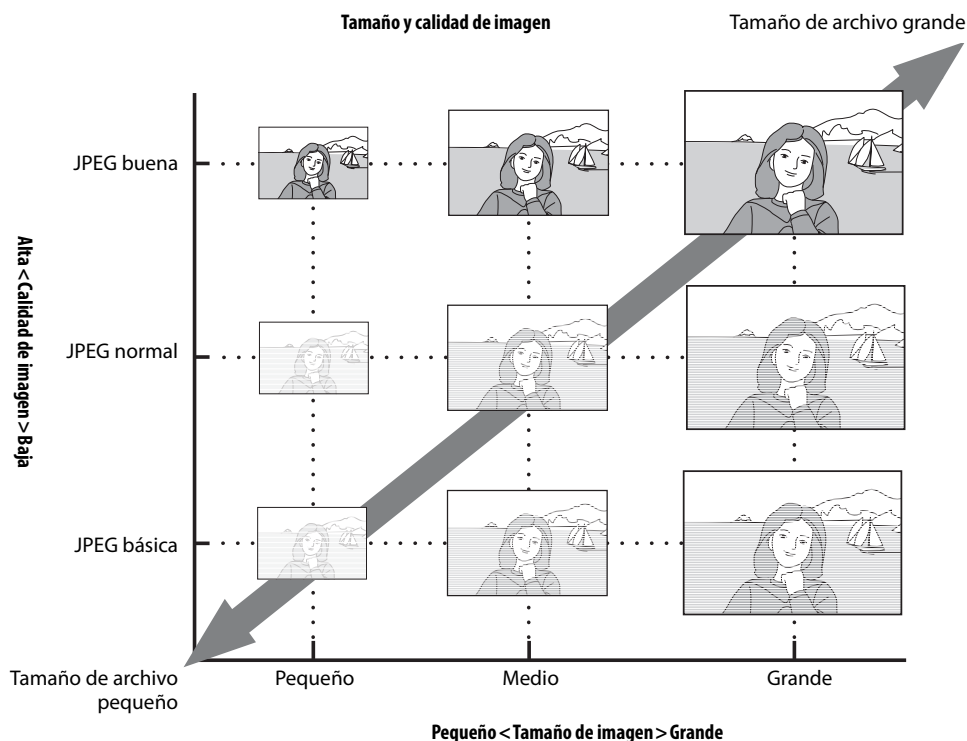 Tamaño y calidad de imagen
Tamaño de archivo grande
JPEG buena
JPEG normal
JPEG básica
Alta < Calidad de imagen > Baja
Tamaño de archivo
pequeño
Pequeño
Medio
Grande
Pequeño < Tamaño de imagen > Grande